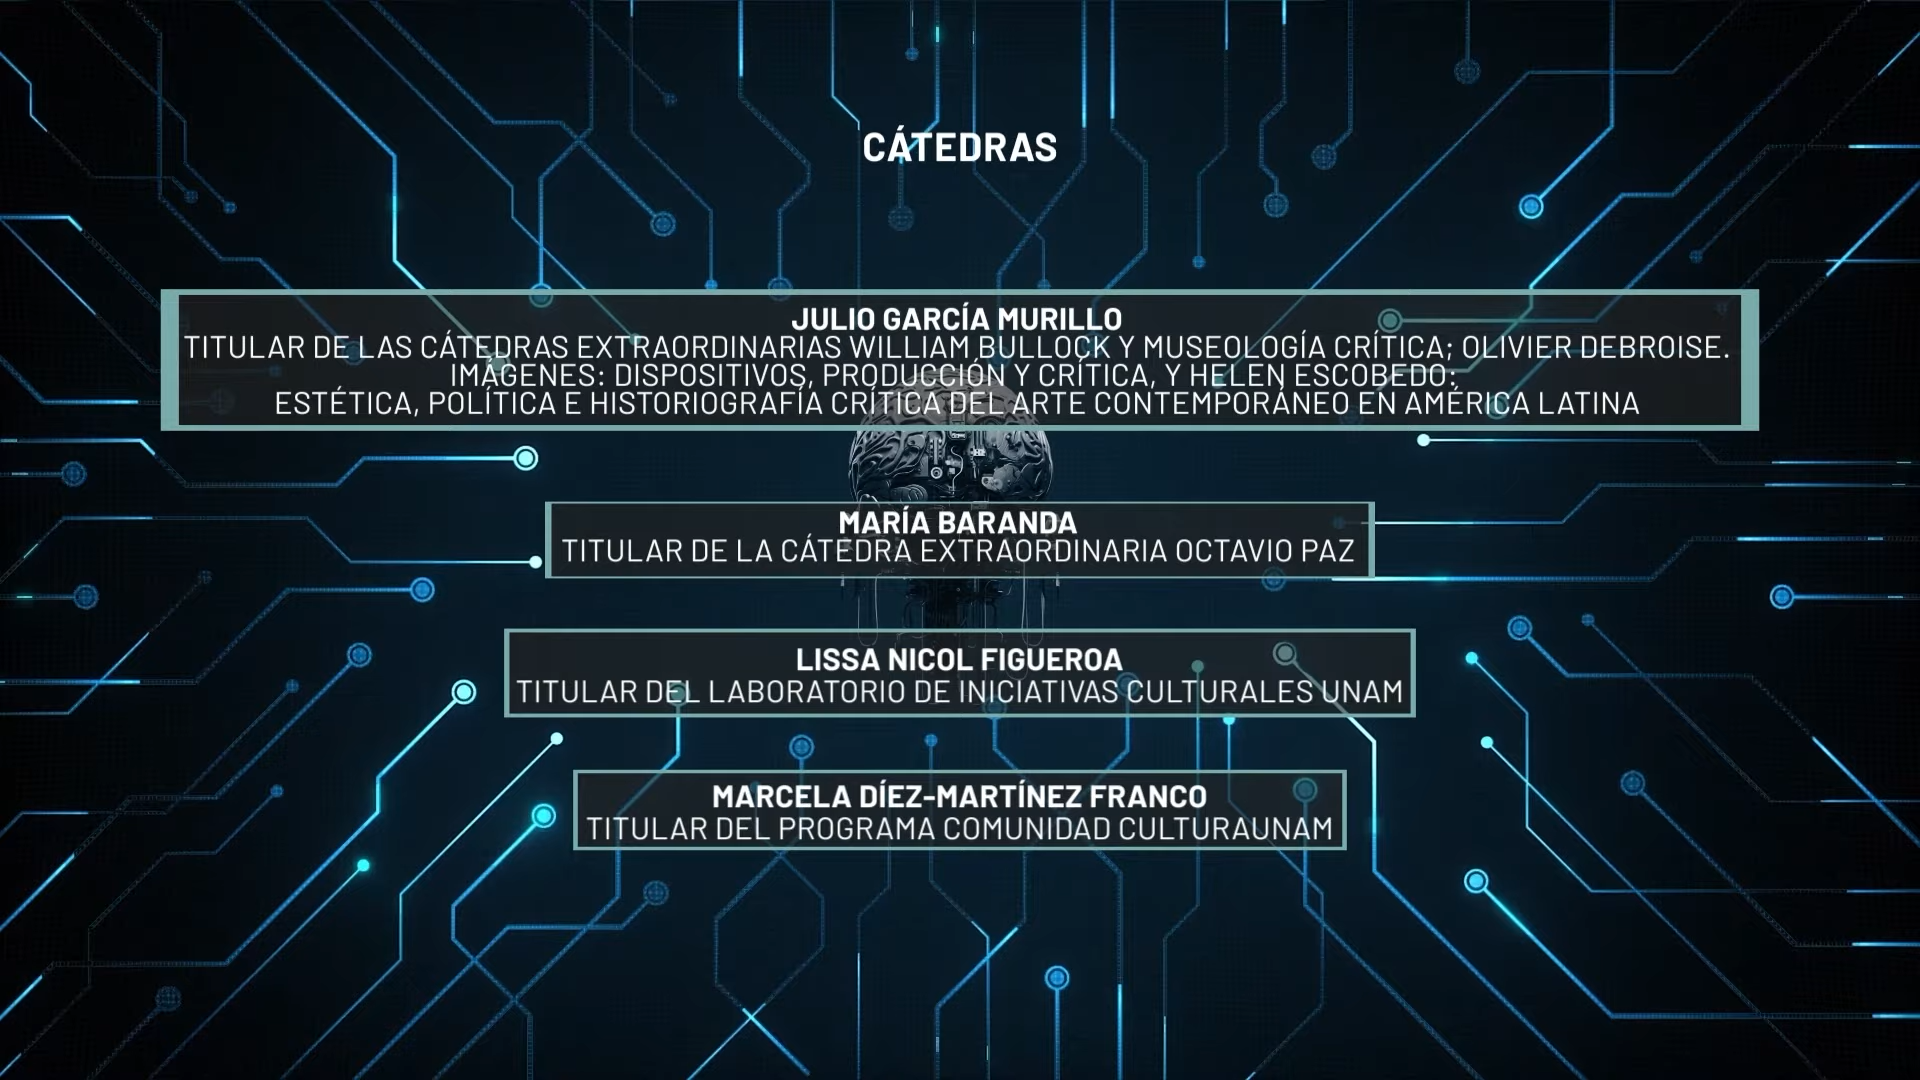 CÁTEDRAS
JULIO GARCÍA MURILLO
TITULAR DE LAS CÁTEDRAS EXTRAORDINARIAS WILLIAM BULLOCK Y MUSEOLOGÍA CRÍTICA; OLIVIER DEBROISE.
IMÁGENES: DISPOSITIVOS, PRODUCCIÓN Y CRÍTICA, Y HELEN ESCOBEDO:
ESTÉTICA, POLÍTICA E HISTORIOGRAFÍA CRÍTICA DEL ARTE CONTEMPORÁNEO EN AMÉRICA LATINA
MARÍA BARANDA
TITULAR DE LA CÁTEDRA EXTRAORDINARIA OCTAVIO PAZ
LISSA NICOL FIGUEROA
TITULAR DEL LABORATORIO DE INICIATIVAS CULTURALES UNAM
MARCELA DÍEZ-MARTÍNEZ FRANCO
TITULAR DEL PROGRAMA COMUNIDAD CULTURAUNAM